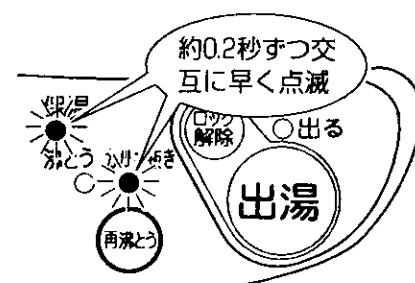 約0.2秒ずつ交
互に早く点滅
ロック
解除
出る
出湯
再沸とう